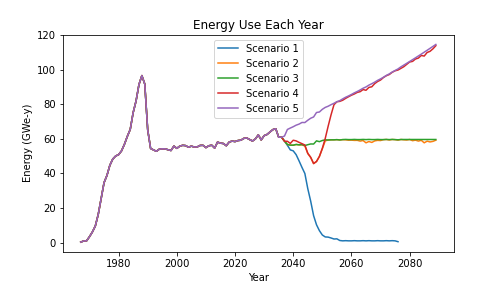 Energy Use Each Year
Energy (GWe-y)
120
100
80
60
40
20
0
Scenario 1
Scenario 2
Scenario 3
Scenario 4
Scenario 5
1980
2000
2020
2040
2060
2080
Year